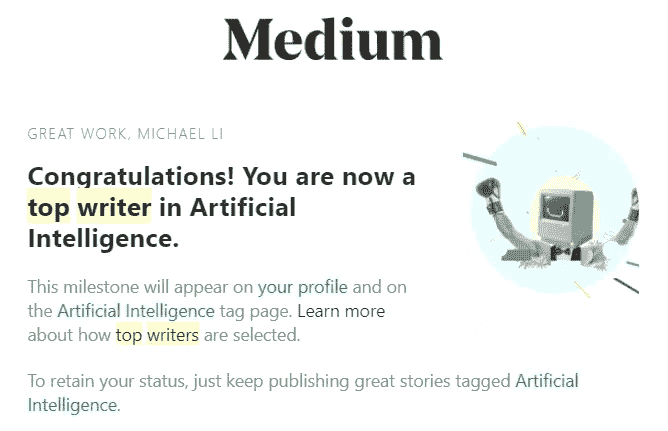 Medium
GREAT WORK, MICHAEL LI
Congratulations! You are now a
top writer in Artificial
Intelligence.
This milestone will appear on your profile and on
the Artificial Intelligence tag page. Learn more
about how top writers are selected.
To retain your status, just keep publishing great stories tagged Artificial
Intelligence.